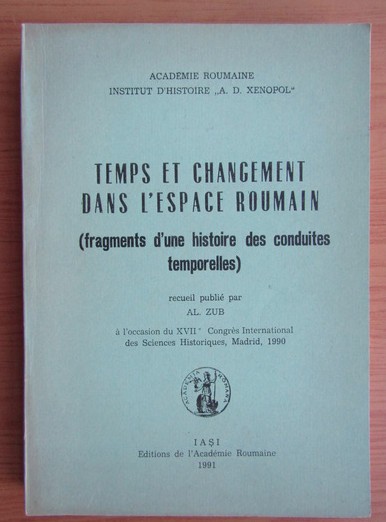 ACADÉMIE ROUMAINE
INSTITUT D'HISTOIRE „A. D. XENOPOL"
TEMPS ET CHANGEMENT
DANS L'ESPACE ROUMAIN
(fragments d'une histoire des conduites
temporelles)
recueil publié par
AL. ZUB
à l'occasion du XVIIe Congrès International
des Sciences Historiques, Madrid, 1990
ACADEMIA ROMANA
IAŞI
Editions de l'Académie Roumaine
1991